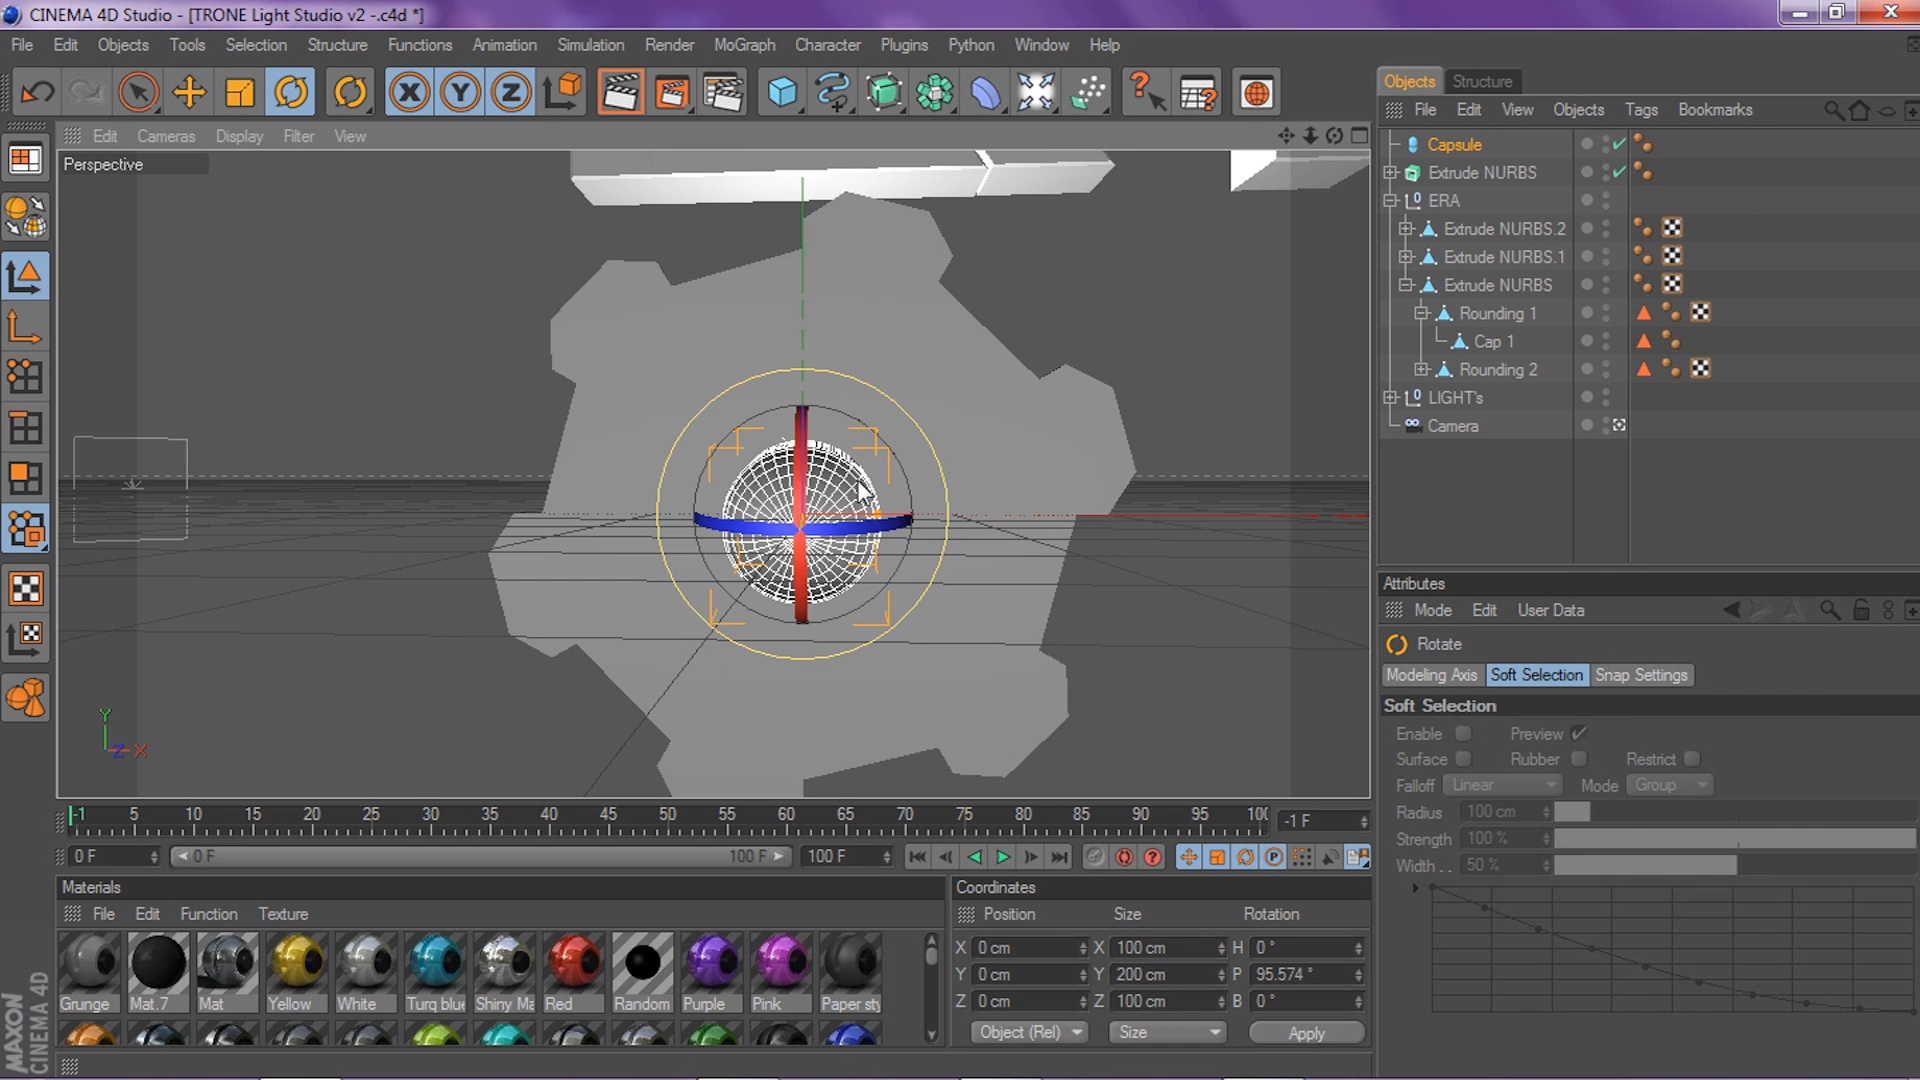 CINEMA 4D Studio - [TRONE Light Studio v2 -.c4d *]
File Edit Objects Tools Selection Structure Functions Animation Simulation Render MoGraph Character Plugins Python Window Help
X Y Z
Objects Structure
File Edit View Objects Tags Bookmarks
Edit Cameras Display Filter View
Perspective
Capsule
Extrude NURBS
ERA
Extrude NURBS.2
Extrude NURBS.1
Extrude NURBS
Rounding 1
Cap 1
Rounding 2
LIGHT's
Camera
Y
Z X
Attributes
Mode Edit User Data
Rotate
Modeling Axis Soft Selection Snap Settings
Soft Selection
Enable Preview
Surface Rubber Restrict
Falloff Linear Mode Group
Radius 100 cm
Strength 100 %
Width . . 50 %
-1 5 10 15 20 25 30 35 40 45 50 55 60 65 70 75 80 85 90 95 100 -1 F
0 F 0 F 100 F 100 F
Materials
File Edit Function Texture
Grunge Mat.7 Mat Yellow White Turq blue Shiny Ma Red Random Purple Pink Paper sty
Coordinates
Position Size Rotation
X 0 cm X 100 cm H 0 °
Y 0 cm Y 200 cm P 95.574 °
Z 0 cm Z 100 cm B 0 °
Object (Rel) Size Apply
MAXON
CINEMA 4D